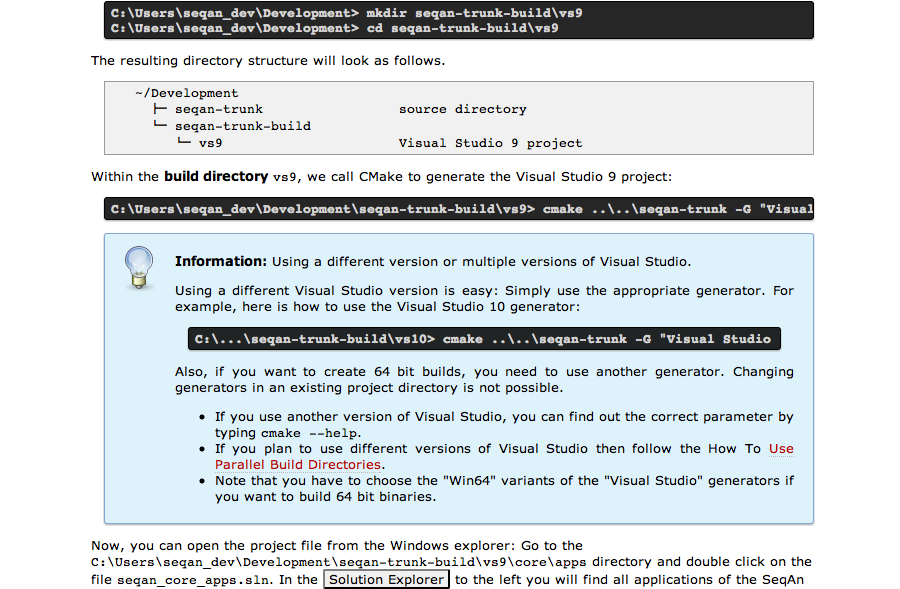 C:\Users\seqan_dev\Development> mkdir seqan-trunk-build\vs9
C:\Users\seqan_dev\Development> cd seqan-trunk-build\vs9
The resulting directory structure will look as follows.
~/Development
├─ seqan-trunk source directory
└─ seqan-trunk-build
└─ vs9 Visual Studio 9 project
Within the build directory vs9, we call CMake to generate the Visual Studio 9 project:
C:\Users\seqan_dev\Development\seqan-trunk-build\vs9> cmake ..\..\seqan-trunk -G "Visual
Information: Using a different version or multiple versions of Visual Studio.
Using a different Visual Studio version is easy: Simply use the appropriate generator. For
example, here is how to use the Visual Studio 10 generator:
C:\...\seqan-trunk-build\vs10> cmake ..\..\seqan-trunk -G "Visual Studio
Also, if you want to create 64 bit builds, you need to use another generator. Changing
generators in an existing project directory is not possible.
• If you use another version of Visual Studio, you can find out the correct parameter by
typing cmake --help.
• If you plan to use different versions of Visual Studio then follow the How To Use
Parallel Build Directories.
• Note that you have to choose the "Win64" variants of the "Visual Studio" generators if
you want to build 64 bit binaries.
Now, you can open the project file from the Windows explorer: Go to the
C:\Users\seqan_dev\Development\seqan-trunk-build\vs9\core\apps directory and double click on the
file seqan_core_apps.sln. In the Solution Explorer to the left you will find all applications of the SeqAn